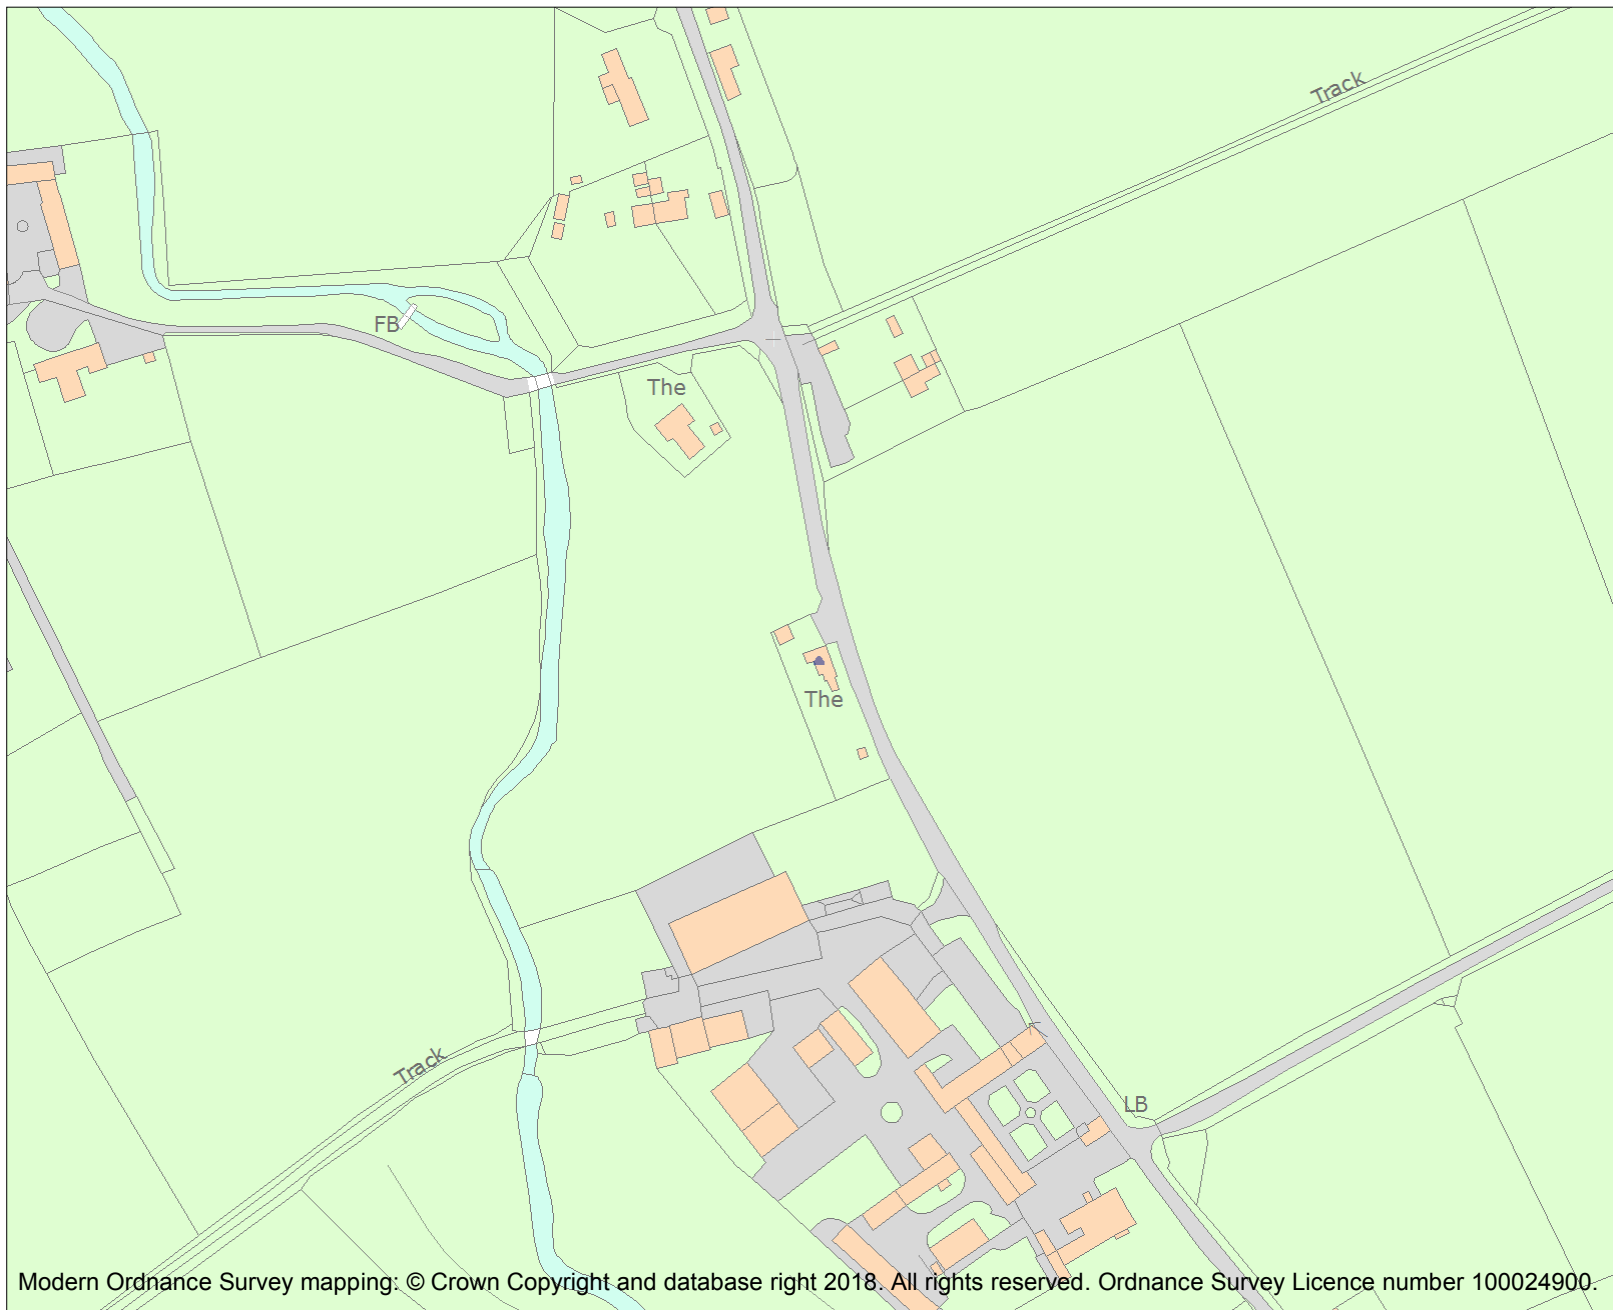 Track
FB
The
The
Track
LB
Modern Ordnance Survey mapping: © Crown Copyright and database right 2018. All rights reserved. Ordnance Survey Licence number 100024900.